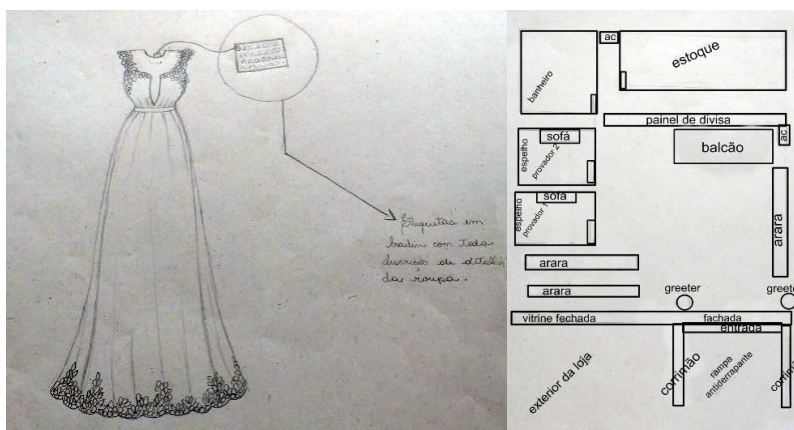 Etiquetas em
braile com toda
descrição de
da roupa.
ac
estoque
banheiro
painel de divisa
ac
balcão
sofá
espelho
provador 2
sofa
espelho
provador 1
arara
arara
arara
greeter
greeter
vitrine fechada
fachada
entrada
exterior da loja
corrimão
rampa
antiderrapante
corrimão